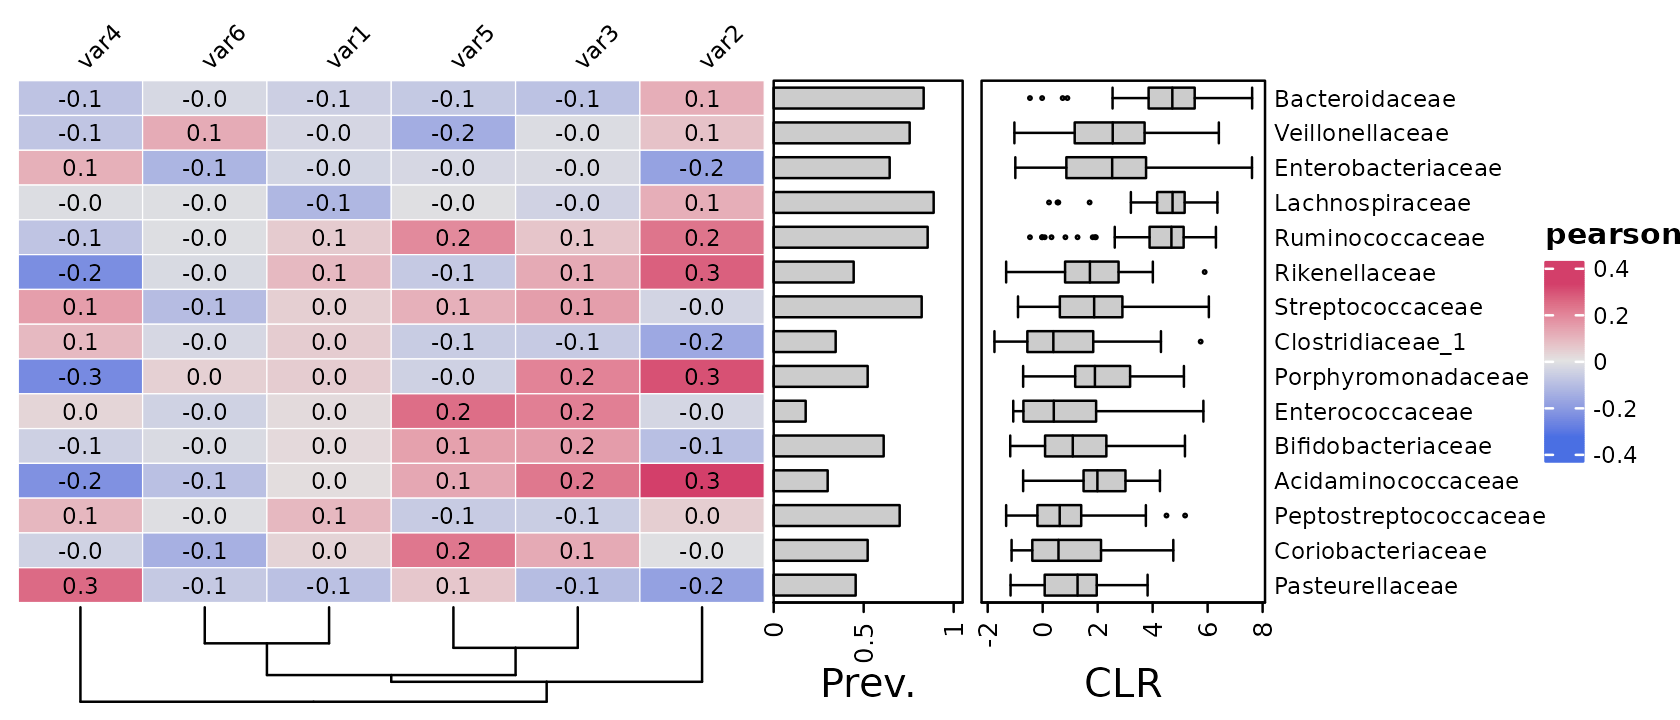 var4 var6 var1 var5 var3 var2
-0.1 -0.0 -0.1 -0.1 -0.1 0.1 Bacteroidaceae
-0.1 0.1 -0.0 -0.2 -0.0 0.1 Veillonellaceae
0.1 -0.1 -0.0 -0.0 -0.0 -0.2 Enterobacteriaceae
-0.0 -0.0 -0.1 -0.0 -0.0 0.1 Lachnospiraceae
-0.1 -0.0 0.1 0.2 0.1 0.2 Ruminococcaceae
-0.2 -0.0 0.1 -0.1 0.1 0.3 Rikenellaceae
0.1 -0.1 0.0 0.1 0.1 -0.0 Streptococcaceae
0.1 -0.0 0.0 -0.1 -0.1 -0.2 Clostridiaceae_1
-0.3 0.0 0.0 -0.0 0.2 0.3 Porphyromonadaceae
0.0 -0.0 0.0 0.2 0.2 -0.0 Enterococcaceae
-0.1 -0.0 0.0 0.1 0.2 -0.1 Bifidobacteriaceae
-0.2 -0.1 0.0 0.1 0.2 0.3 Acidaminococcaceae
0.1 -0.0 0.1 -0.1 -0.1 0.0 Peptostreptococcaceae
-0.0 -0.1 0.0 0.2 0.1 -0.0 Coriobacteriaceae
0.3 -0.1 -0.1 0.1 -0.1 -0.2 Pasteurellaceae
0 0.5 1
Prev.
-2 0 2 4 6 8
CLR
pearson
0.4
0.2
0
-0.2
-0.4